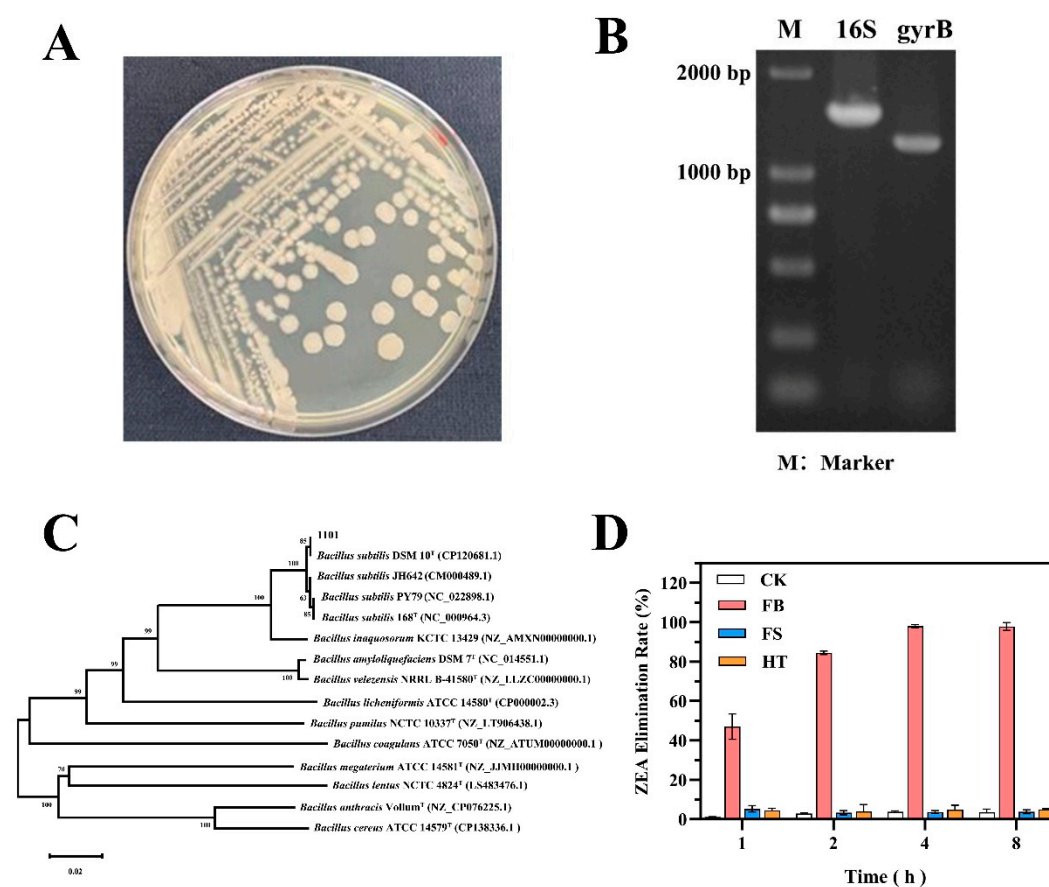 A
B
M 16S gyrB
2000 bp
1000 bp
M: Marker
C
1101
Bacillus subtilis DSM 10ᵀ (CP120681.1)
Bacillus subtilis JH642 (CM000489.1)
Bacillus subtilis PY79 (NC_022898.1)
Bacillus subtilis 168ᵀ (NC_000964.3)
Bacillus inaquosorum KCTC 13429 (NZ_AMXN00000000.1)
Bacillus amyloliquefaciens DSM 7ᵀ (NC_014551.1)
Bacillus velezensis NRRL B-41580ᵀ (NZ_LLZC00000000.1)
Bacillus licheniformis ATCC 14580ᵀ (CP000002.3)
Bacillus pumilus NCTC 10337ᵀ (NZ_LT906438.1)
Bacillus coagulans ATCC 7050ᵀ (NZ_ATUM00000000.1 )
Bacillus megaterium ATCC 14581ᵀ (NZ_JJMH00000000.1 )
Bacillus lentus NCTC 4824ᵀ (LS483476.1)
Bacillus anthracis Vollumᵀ (NZ_CP076225.1)
Bacillus cereus ATCC 14579ᵀ (CP138336.1 )
85
100
63
85
100
99
100
99
99
70
100
100
0.02
D
ZEA Elimination Rate (%)
120
100
80
60
40
20
0
CK
FB
FS
HT
1 2 4 8
Time ( h )